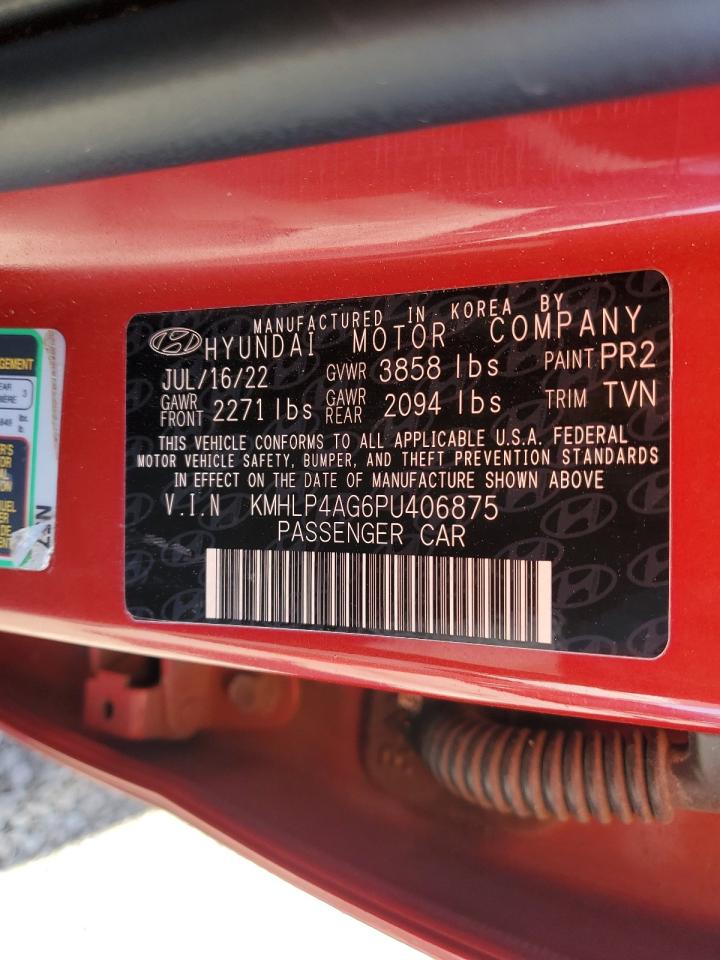 MANUFACTURED IN KOREA BY
HYUNDAI MOTOR COMPANY
JUL/16/22 GVWR 3858 lbs PAINT PR2
GAWR FRONT 2271 lbs GAWR REAR 2094 lbs TRIM TVN
THIS VEHICLE CONFORMS TO ALL APPLICABLE U.S.A. FEDERAL
MOTOR VEHICLE SAFETY, BUMPER, AND THEFT PREVENTION STANDARDS
IN EFFECT ON THE DATE OF MANUFACTURE SHOWN ABOVE
V.I.N KMHLP4AG6PU406875
PASSENGER CAR